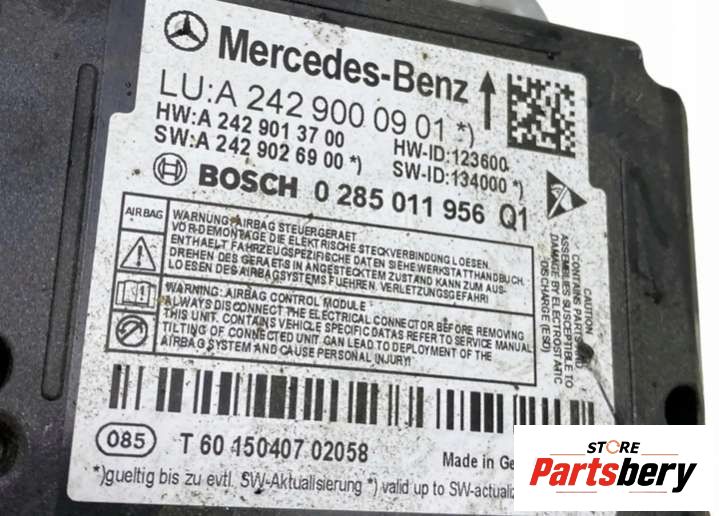 Mercedes-Benz
LU:A 242 900 09 01 *)
HW:A 242 901 37 00 HW-ID:123600
SW:A 242 902 69 00 *) SW-ID:134000 *)
BOSCH 0 285 011 956 Q1
AIRBAG
WARNUNG: AIRBAG STEUERGERAET
VOR DEMONTAGE DIE ELEKTRISCHE STECKVERBINDUNG LOESEN.
ENTHAELT FAHRZEUGSPEZIFISCHE DATEN SIEHE WERKSTATTHANDBUCH.
DREHEN DES GERAETS IN ANGESTECKTEM ZUSTAND KANN ZUM AUS-
LOESEN DES AIRBAGSYSTEMS FUEHREN. VERLETZUNGSGEFAHR!
WARNING: AIRBAG CONTROL MODULE
ALWAYS DISCONNECT THE ELECTRICAL CONNECTOR BEFORE REMOVING
THIS UNIT. CONTAINS VEHICLE SPECIFIC DATAS REFER TO SERVICE MANUAL
TILTING OF CONNECTED UNIT CAN LEAD TO DEPLOYMENT OF THE
AIRBAG SYSTEM AND CAUSE PERSONAL INJURY!
CAUTION
CONTAINS PARTS AND
ASSEMBLIES SUSCEPTIBLE TO
DAMAGE BY ELECTROSTATIC
DISCHARGE (ESD)
085 T 60 150407 02058
Made in Ge
*)gueltig bis zu evtl. SW-Aktualisierung *) valid up to SW-actualiz
STORE
Partsbery